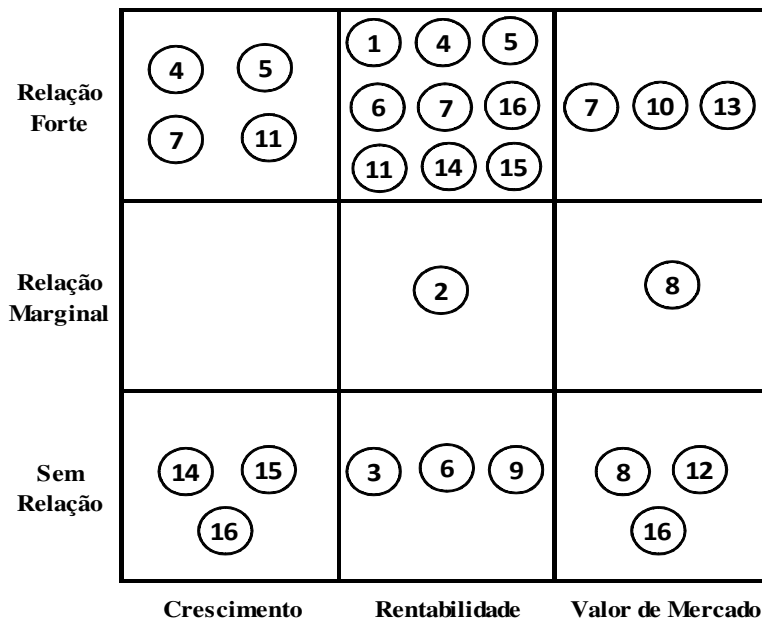 1 4 5
4 5
Relação
Forte
6 7 16
7 10 13
7 11
11 14 15
Relação
Marginal
2
8
Sem
Relação
14 15
3 6 9
8 12
16
16
Crescimento Rentabilidade Valor de Mercado